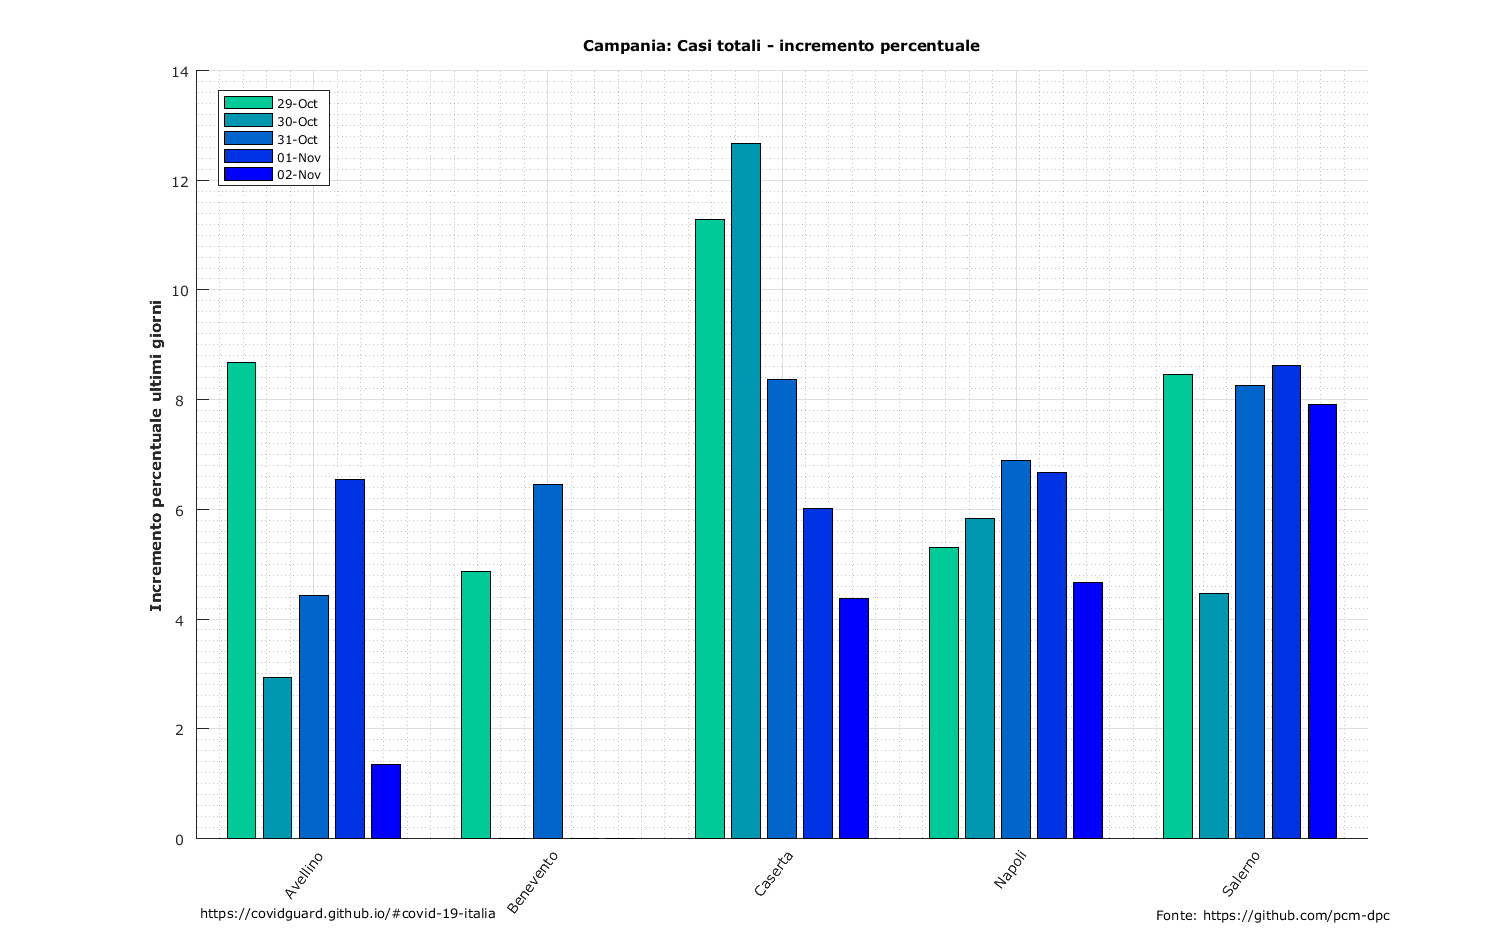 Campania: Casi totali - incremento percentuale
14
12
10
8
6
4
2
0
Incremento percentuale ultimi giorni
29-Oct
30-Oct
31-Oct
01-Nov
02-Nov
Avellino
Benevento
Caserta
Napoli
Salerno
https://covidguard.github.io/#covid-19-italia
Fonte: https://github.com/pcm-dpc